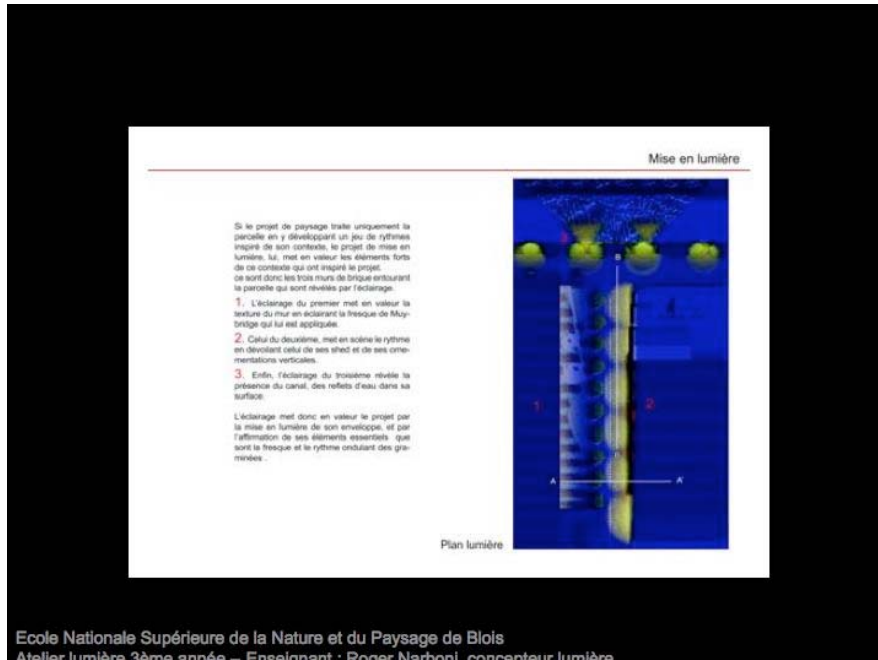 Mise en lumière
Si le projet de paysage traite uniquement la
parcelle en y développant un jeu de rythmes
inspiré de son contexte, le projet de mise en
lumière, lui, met en valeur les éléments forts
de ce contexte qui ont inspiré le projet.
ce sont donc les trois murs de brique entourant
la parcelle qui sont révélés par l'éclairage.
1. L'éclairage du premier met en valeur la
texture du mur en éclairant la fresque de Muy-
bridge qui lui est appliquée.
2. Celui du deuxième, met en scène le rythme
en dévoilant celui de ses shed et de ses orne-
mentations verticales.
3. Enfin, l'éclairage du troisième révèle la
présence du canal, des reflets d'eau dans sa
surface.
L'éclairage met donc en valeur le projet par
la mise en lumière de son enveloppe, et par
l'affirmation de ses éléments essentiels que
sont la fresque et le rythme ondulant des gra-
minées .
3
B
1
2
A
A'
Plan lumière
Ecole Nationale Supérieure de la Nature et du Paysage de Blois
Atelier lumière 3ème année – Enseignant : Roger Narboni, concepteur lumière